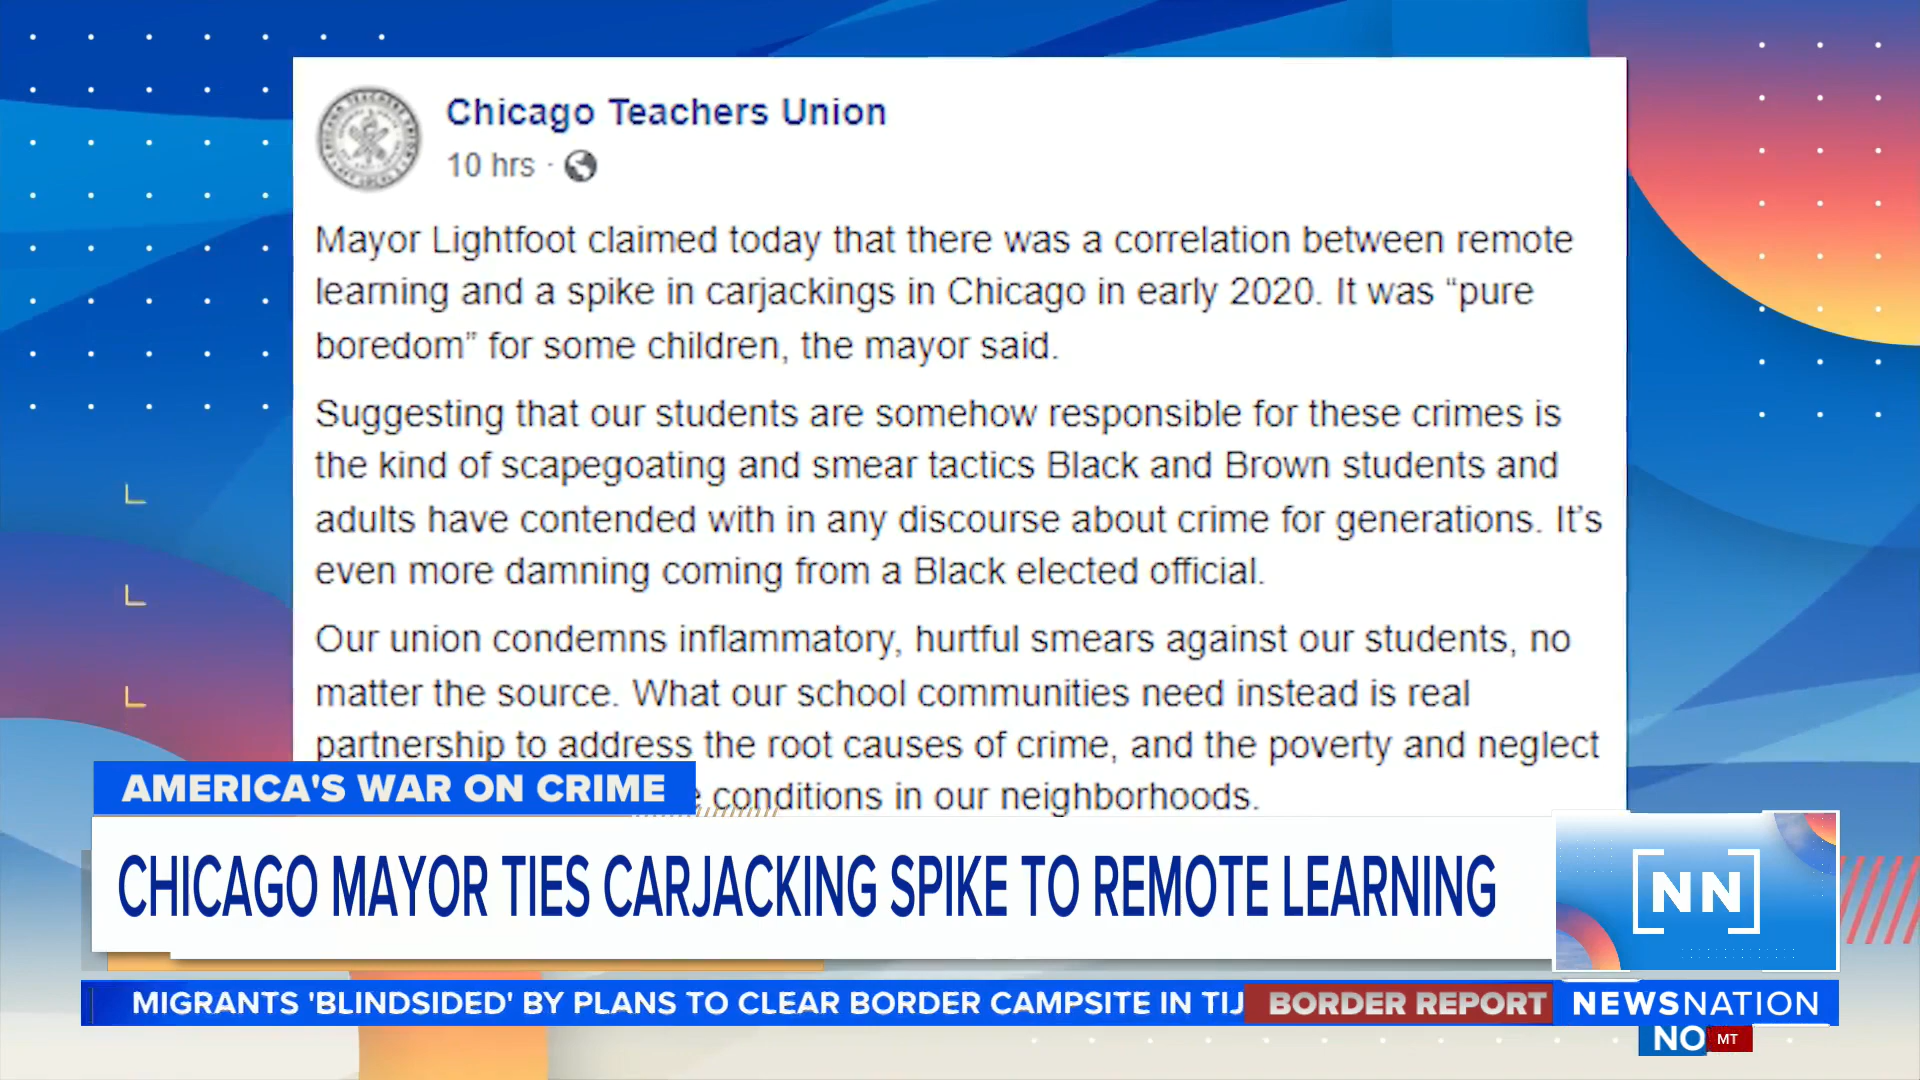 Chicago Teachers Union
10 hrs ·
Mayor Lightfoot claimed today that there was a correlation between remote
learning and a spike in carjackings in Chicago in early 2020. It was “pure
boredom” for some children, the mayor said.
Suggesting that our students are somehow responsible for these crimes is
the kind of scapegoating and smear tactics Black and Brown students and
adults have contended with in any discourse about crime for generations. It’s
even more damning coming from a Black elected official.
Our union condemns inflammatory, hurtful smears against our students, no
matter the source. What our school communities need instead is real
partnership to address the root causes of crime, and the poverty and neglect
conditions in our neighborhoods.
AMERICA'S WAR ON CRIME
CHICAGO MAYOR TIES CARJACKING SPIKE TO REMOTE LEARNING
NN
MIGRANTS 'BLINDSIDED' BY PLANS TO CLEAR BORDER CAMPSITE IN TIJ
BORDER REPORT
NEWSNATION
NO
MT